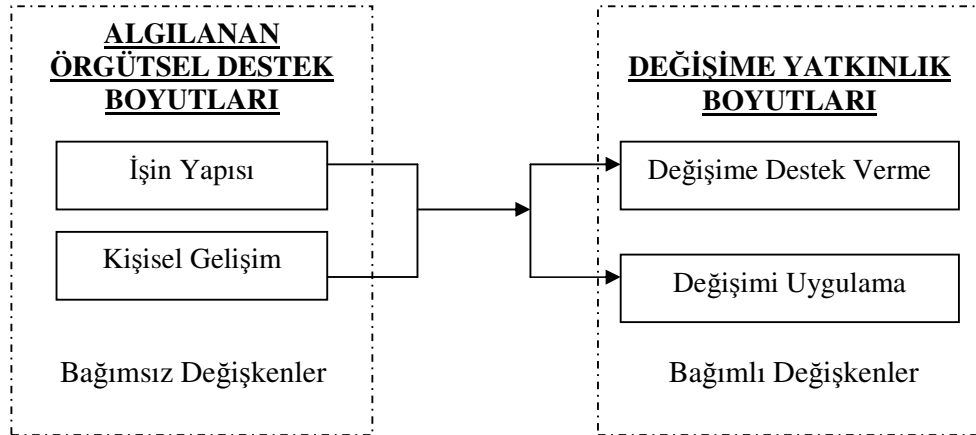 ALGILANAN
ÖRGÜTSEL DESTEK
BOYUTLARI
İşin Yapısı
Kişisel Gelişim
Bağımsız Değişkenler
DEĞİŞİME YATKINLIK
BOYUTLARI
Değişime Destek Verme
Değişimi Uygulama
Bağımlı Değişkenler